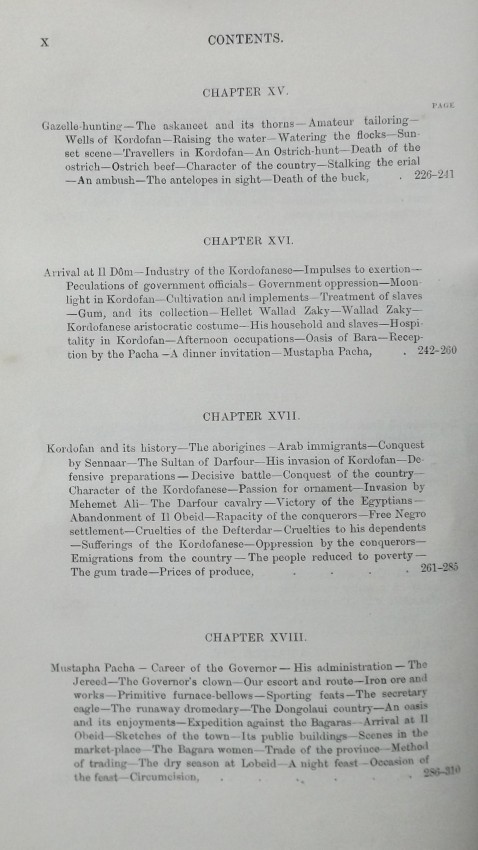 X CONTENTS.
CHAPTER XV.
PAGE
Gazelle-hunting—The askaneet and its thorns—Amateur tailoring—
Wells of Kordofan—Raising the water—Watering the flocks—Sun-
set scene—Travellers in Kordofan—An Ostrich-hunt—Death of the
ostrich—Ostrich beef—Character of the country—Stalking the erial
—An ambush—The antelopes in sight—Death of the buck, . 226-241
CHAPTER XVI.
Arrival at Il Dôm—Industry of the Kordofanese—Impulses to exertion—
Peculations of government officials—Government oppression—Moon-
light in Kordofan—Cultivation and implements—Treatment of slaves
—Gum, and its collection—Hellet Wallad Zaky—Wallad Zaky—
Kordofanese aristocratic costume—His household and slaves—Hospi-
tality in Kordofan—Afternoon occupations—Oasis of Bara—Recep-
tion by the Pacha—A dinner invitation—Mustapha Pacha, . 242-260
CHAPTER XVII.
Kordofan and its history—The aborigines—Arab immigrants—Conquest
by Sennaar—The Sultan of Darfour—His invasion of Kordofan—De-
fensive preparations—Decisive battle—Conquest of the country—
Character of the Kordofanese—Passion for ornament—Invasion by
Mehemet Ali—The Darfour cavalry—Victory of the Egyptians—
Abandonment of Il Obeid—Rapacity of the conquerors—Free Negro
settlement—Cruelties of the Defterdar—Cruelties to his dependents
—Sufferings of the Kordofanese—Oppression by the conquerors—
Emigrations from the country—The people reduced to poverty—
The gum trade—Prices of produce, . . . . 261-285
CHAPTER XVIII.
Mustapha Pacha—Career of the Governor—His administration—The
Jereed—The Governor's clown—Our escort and route—Iron ore and
works—Primitive furnace-bellows—Sporting feats—The secretary
eagle—The runaway dromedary—The Dongolaui country—An oasis
and its enjoyments—Expedition against the Bagaras—Arrival at Il
Obeid—Sketches of the town—Its public buildings—Scenes in the
market-place—The Bagara women—Trade of the province—Method
of trading—The dry season at Lobeid—A night feast—Occasion of
the feast—Circumcision, . . . . . . 286-310